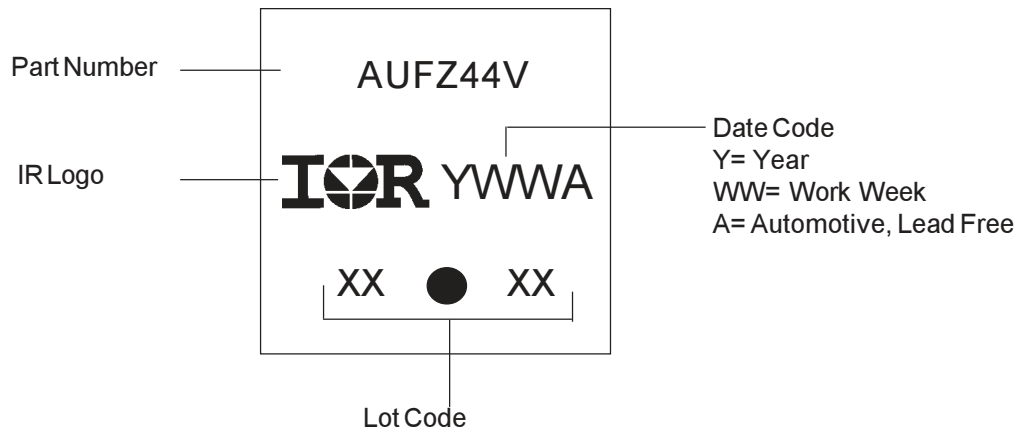 Part Number
AUFZ44V
IR Logo
IOR YWWA
Date Code
Y= Year
WW= Work Week
A= Automotive, Lead Free
XX XX
Lot Code